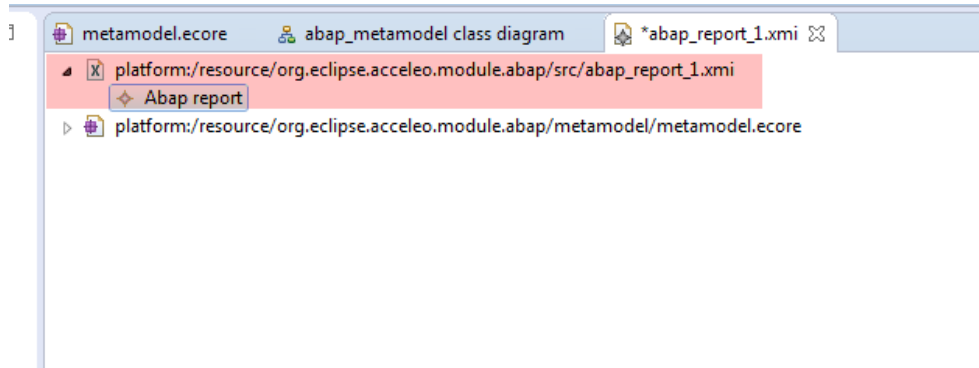 metamodel.ecore abap_metamodel class diagram *abap_report_1.xmi
platform:/resource/org.eclipse.acceleo.module.abap/src/abap_report_1.xmi
Abap report
platform:/resource/org.eclipse.acceleo.module.abap/metamodel/metamodel.ecore